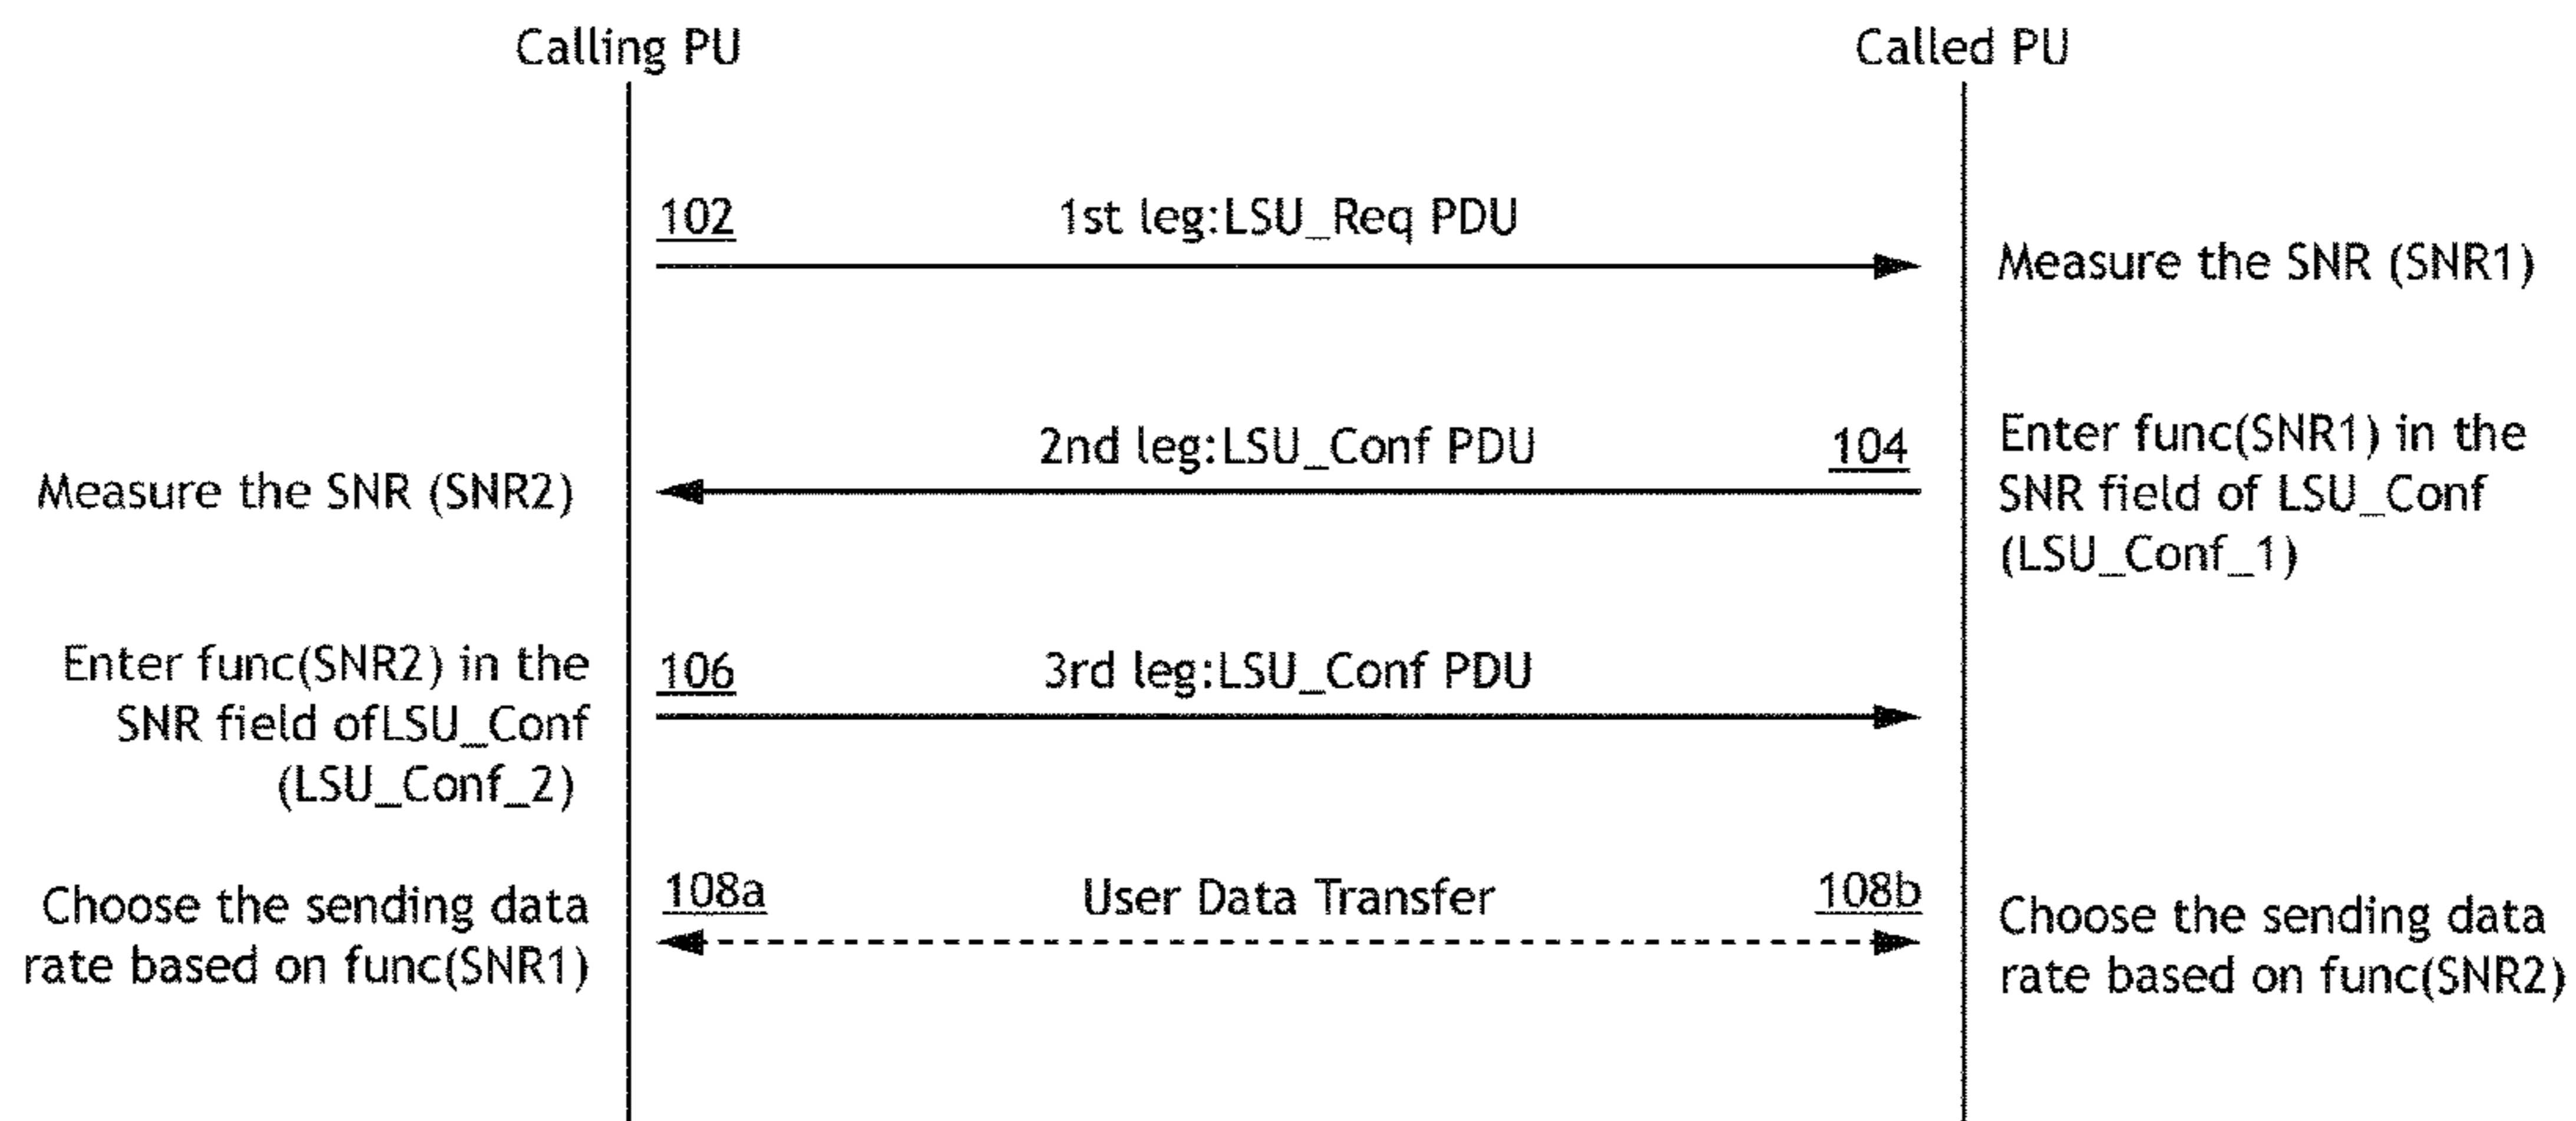 Calling PU
Called PU
102
1st leg:LSU_Req PDU
Measure the SNR (SNR1)
2nd leg:LSU_Conf PDU
104
Enter func(SNR1) in the
SNR field of LSU_Conf
(LSU_Conf_1)
Measure the SNR (SNR2)
Enter func(SNR2) in the
SNR field ofLSU_Conf
(LSU_Conf_2)
106
3rd leg:LSU_Conf PDU
Choose the sending data
rate based on func(SNR1)
108a
User Data Transfer
108b
Choose the sending data
rate based on func(SNR2)